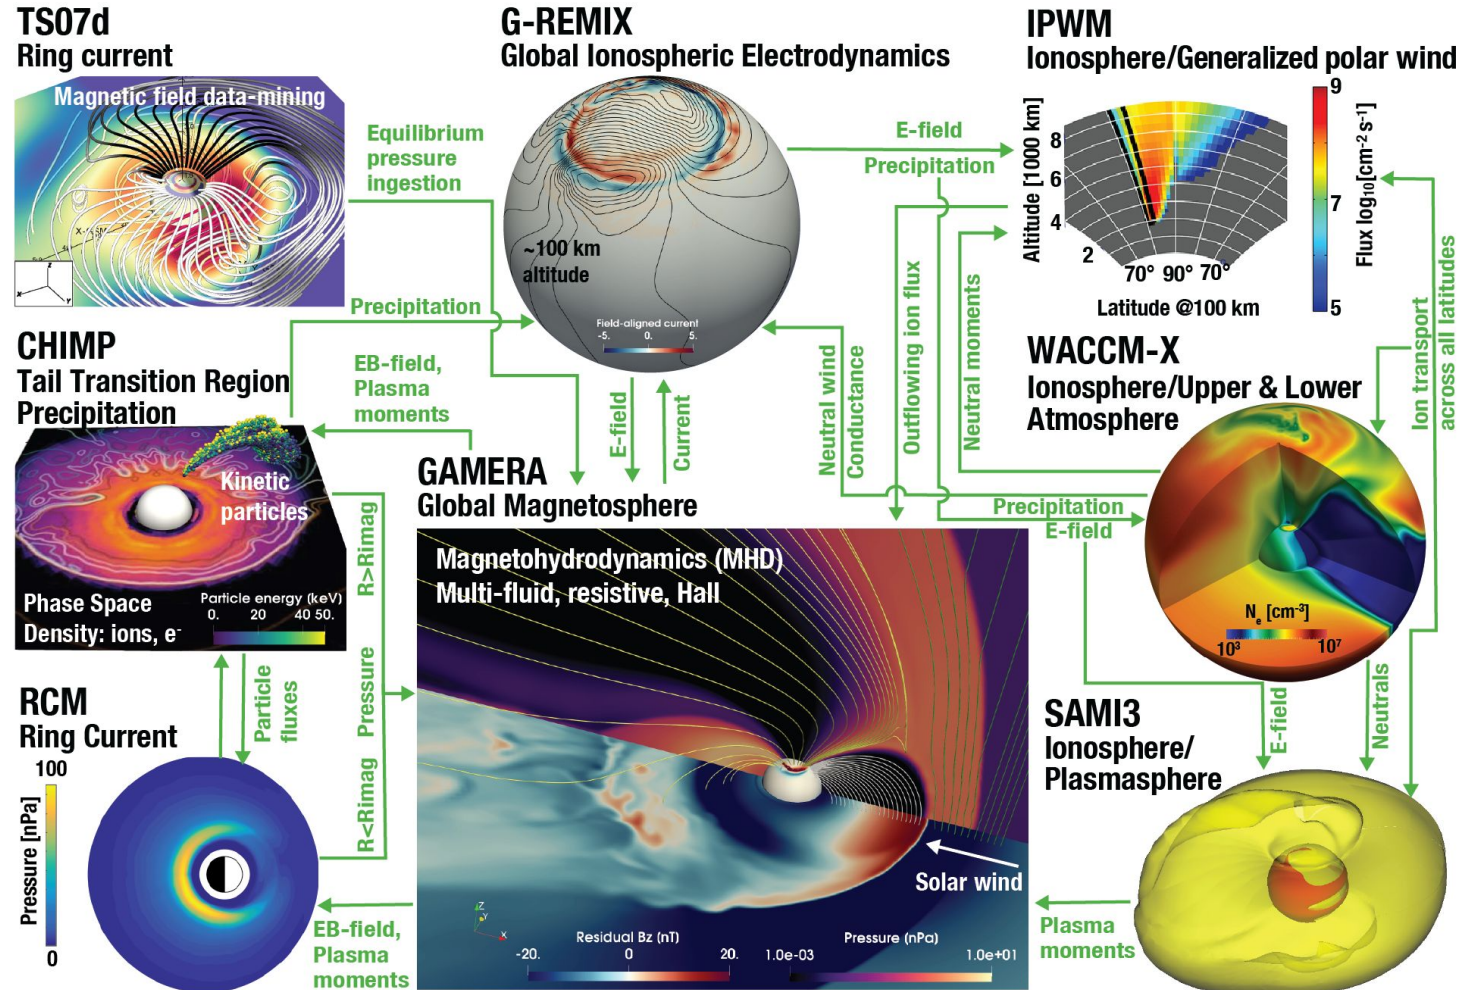 TS07d
Ring current
Magnetic field data-mining
Equilibrium
pressure
ingestion
G-REMIX
Global Ionospheric Electrodynamics
~100 km
altitude
Field-aligned current
-5. 0. 5.
E-field
Precipitation
IPWM
Ionosphere/Generalized polar wind
Altitude [1000 km]
8
6
4
2
70° 90° 70°
Latitude @100 km
9
7
5
Flux log10[cm-2 s-1]
Ion transport
across all latitudes
Precipitation
CHIMP
Tail Transition Region
Precipitation
EB-field,
Plasma
moments
Kinetic
particles
Phase Space
Density: ions, e-
Particle energy (keV)
0. 20 40 50.
E-field
Current
Neutral wind
Conductance
Outflowing ion flux
Neutral moments
WACCM-X
Ionosphere/Upper & Lower
Atmosphere
Ne [cm-3]
10³ 10⁷
Precipitation
E-field
R>Rimag
Pressure
R<Rimag
Particle
fluxes
RCM
Ring Current
100
Pressure [nPa]
0
EB-field,
Plasma
moments
GAMERA
Global Magnetosphere
Magnetohydrodynamics (MHD)
Multi-fluid, resistive, Hall
Solar wind
Z
Y
X
Residual Bz (nT)
-20. 0 20.
Pressure (nPa)
1.0e-03 1.0e+01
E-field
Neutrals
SAMI3
Ionosphere/
Plasmasphere
Plasma
moments